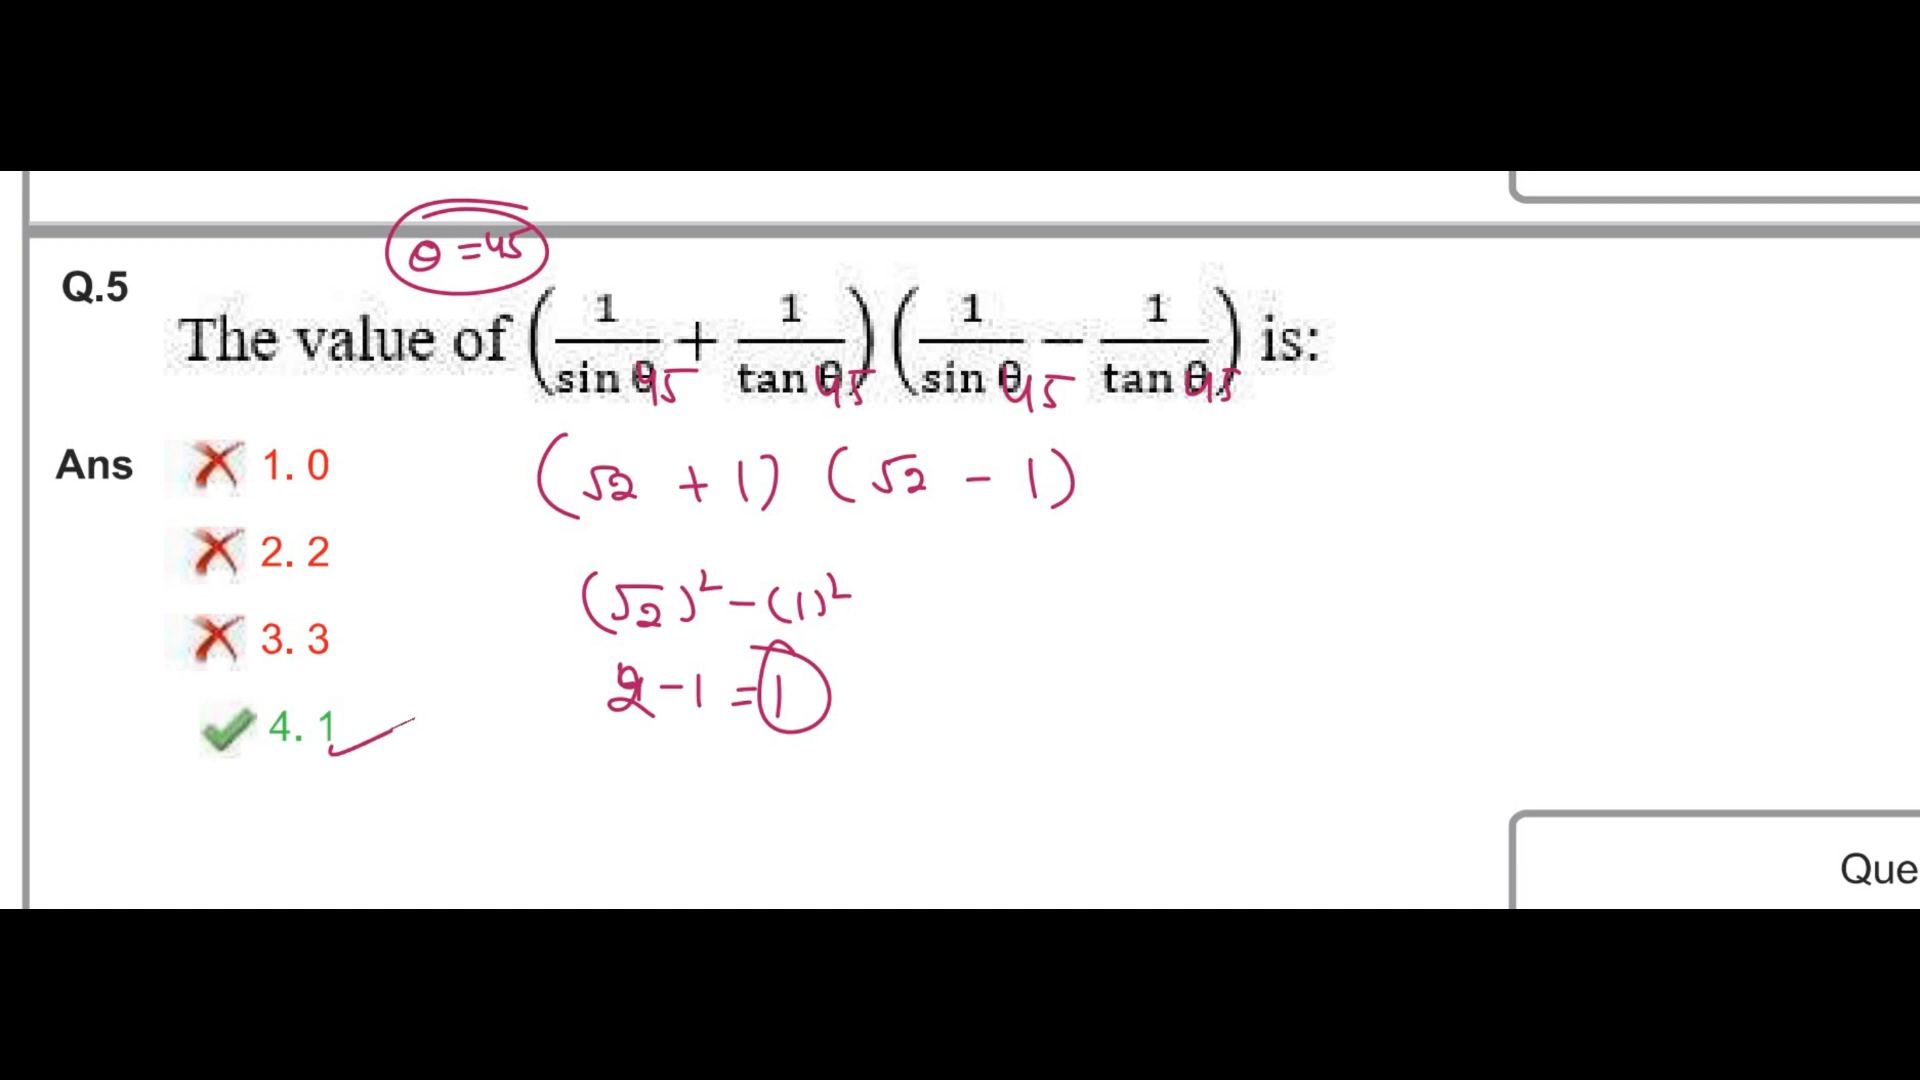 θ = 45
Q.5
The value of (1/sin θ + 1/tan θ)(1/sin θ − 1/tan θ) is:
45 45 45 45
Ans 1. 0
(√2 + 1) (√2 - 1)
2. 2
(√2)² - (1)²
3. 3
2 - 1 = 1
4. 1
Que